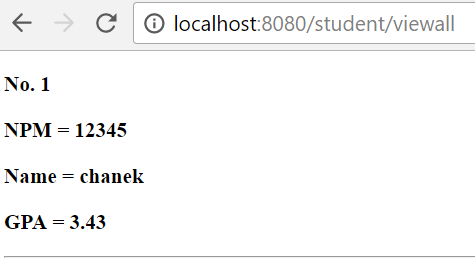 localhost:8080/student/viewall
No. 1
NPM = 12345
Name = chanek
GPA = 3.43